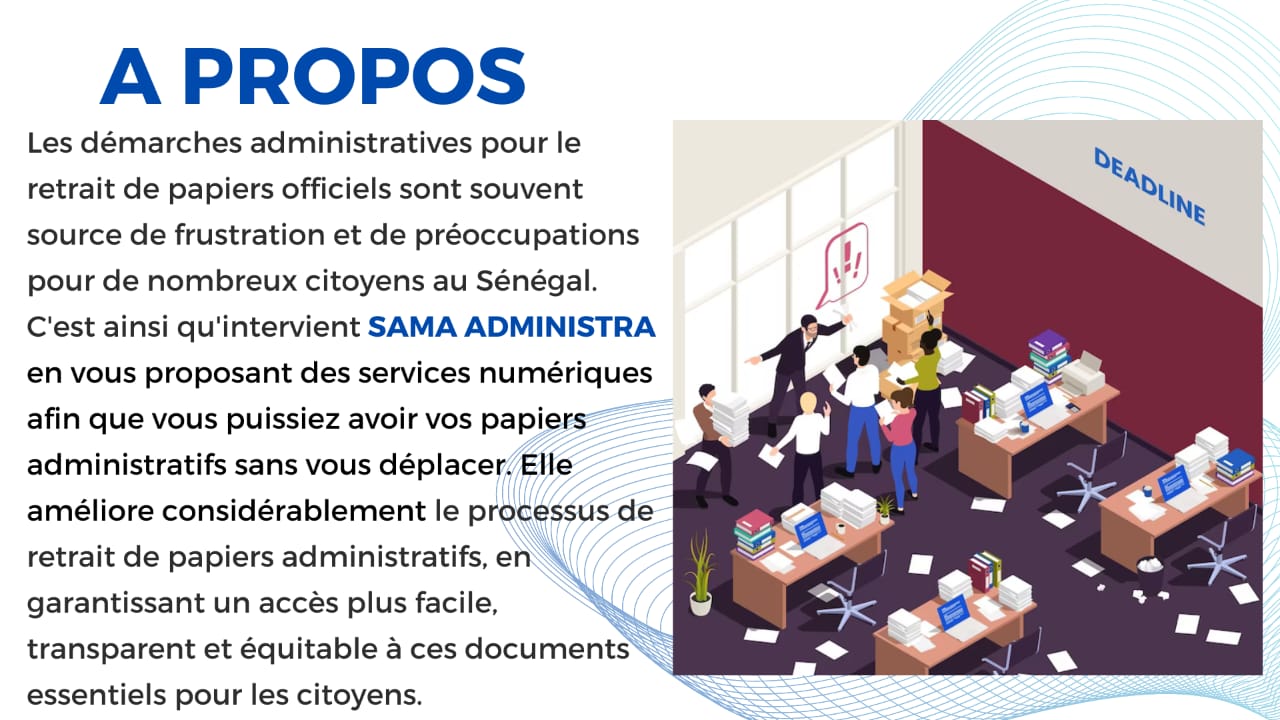 A PROPOS
Les démarches administratives pour le
retrait de papiers officiels sont souvent
source de frustration et de préoccupations
pour de nombreux citoyens au Sénégal.
C'est ainsi qu'intervient SAMA ADMINISTRA
en vous proposant des services numériques
afin que vous puissiez avoir vos papiers
administratifs sans vous déplacer. Elle
améliore considérablement le processus de
retrait de papiers administratifs, en
garantissant un accès plus facile,
transparent et équitable à ces documents
essentiels pour les citoyens.
DEADLINE
!!!